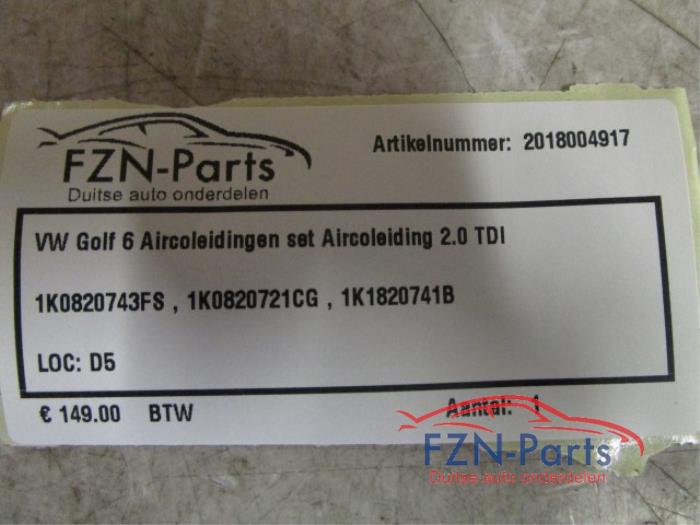 FZN-Parts
Duitse auto onderdelen
Artikelnummer: 2018004917
VW Golf 6 Aircoleidingen set Aircoleiding 2.0 TDI
1K0820743FS , 1K0820721CG , 1K1820741B
LOC: D5
€ 149.00 BTW
Aantal: 1
FZN-Parts
Duitse auto onderdelen